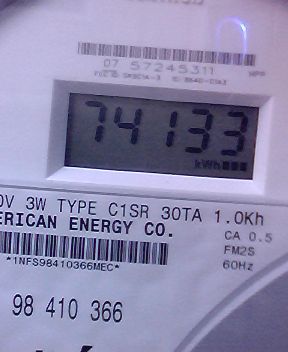 07 57245311
74133
kWh
0V 3W TYPE C1SR 30TA 1.0Kh
ERICAN ENERGY CO.
CA 0.5
FM2S
*1NFS98410366MEC*
60Hz
98 410 366